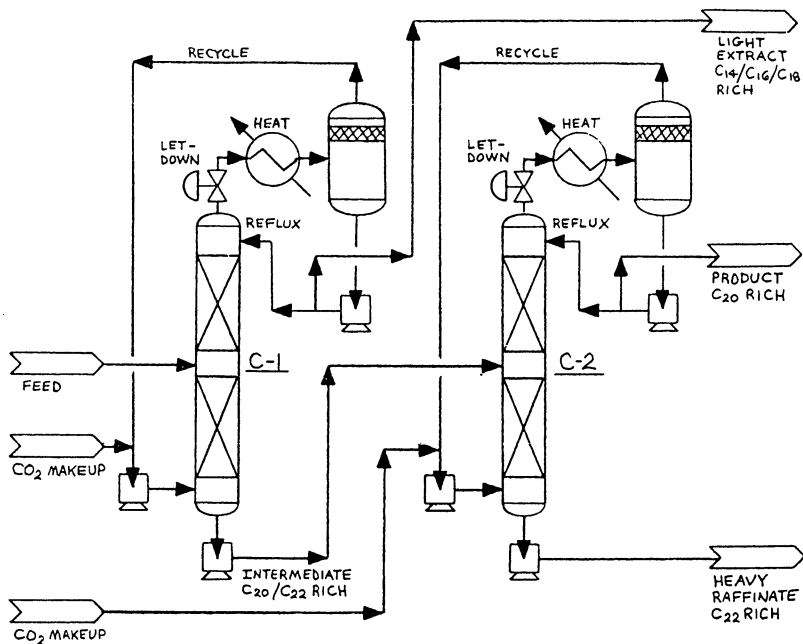 RECYCLE
RECYCLE
LIGHT
EXTRACT
C14/C16/C18
RICH
HEAT
HEAT
LET-
DOWN
LET-
DOWN
REFLUX
REFLUX
PRODUCT
C20 RICH
C-1
C-2
FEED
CO2 MAKEUP
INTERMEDIATE
C20/C22 RICH
HEAVY
RAFFINATE
C22 RICH
CO2 MAKEUP